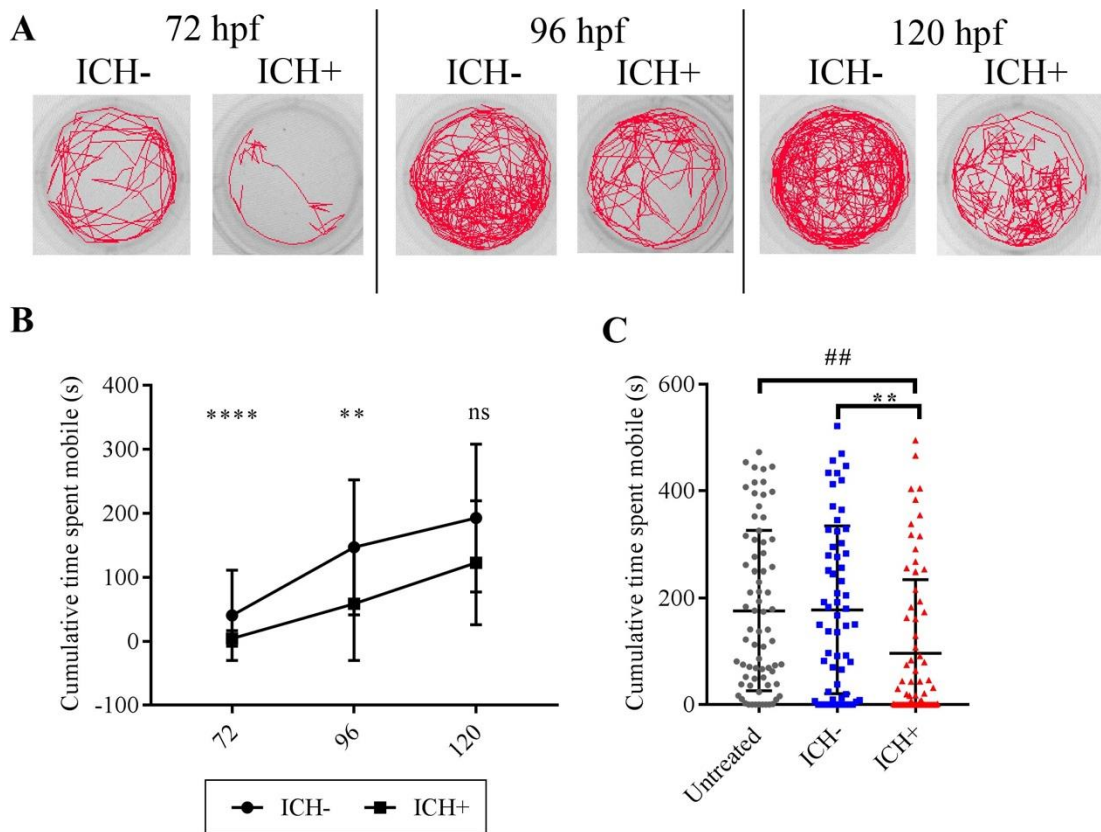 A
72 hpf
96 hpf
120 hpf
ICH-
ICH+
ICH-
ICH+
ICH-
ICH+
B
Cumulative time spent mobile (s)
400
300
200
100
0
-100
****
**
ns
72
96
120
ICH-
ICH+
C
Cumulative time spent mobile (s)
600
400
200
0
##
**
Untreated
ICH-
ICH+